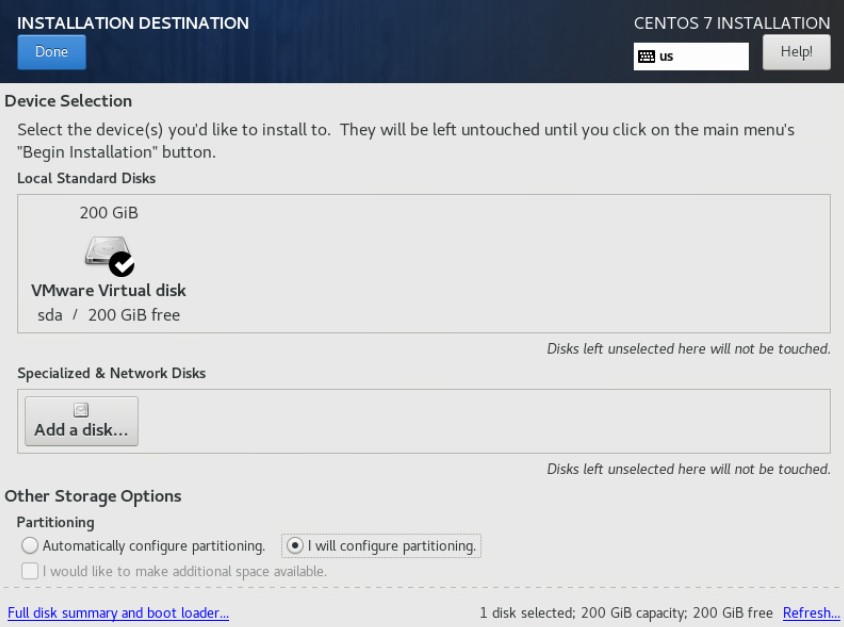 INSTALLATION DESTINATION
CENTOS 7 INSTALLATION
Done
us
Help!
Device Selection
Select the device(s) you'd like to install to.  They will be left untouched until you click on the main menu's
"Begin Installation" button.
Local Standard Disks
200 GiB
VMware Virtual disk
sda / 200 GiB free
Disks left unselected here will not be touched.
Specialized & Network Disks
Add a disk...
Disks left unselected here will not be touched.
Other Storage Options
Partitioning
Automatically configure partitioning. I will configure partitioning.
I would like to make additional space available.
Full disk summary and boot loader... 1 disk selected; 200 GiB capacity; 200 GiB free Refresh...